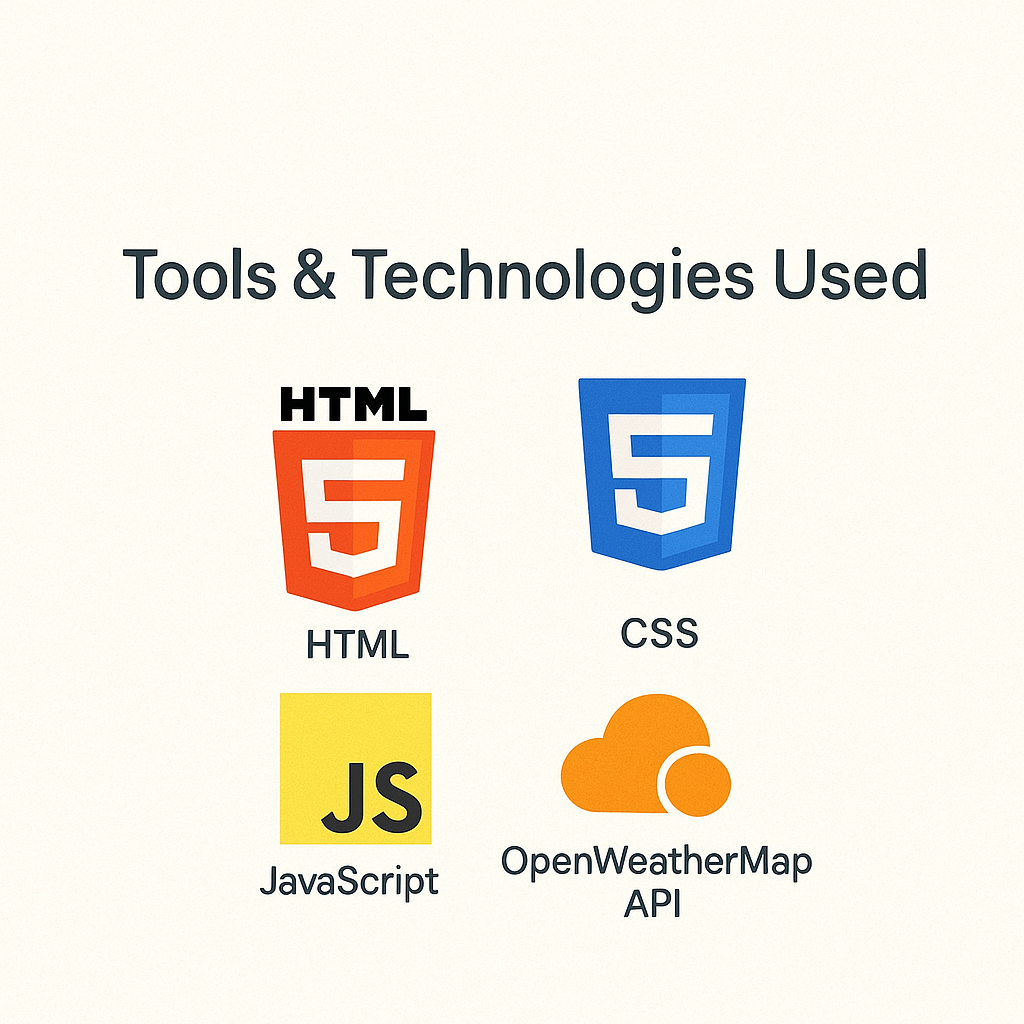 Tools & Technologies Used
HTML
5
HTML
5
CSS
JS
JavaScript
OpenWeatherMap
API